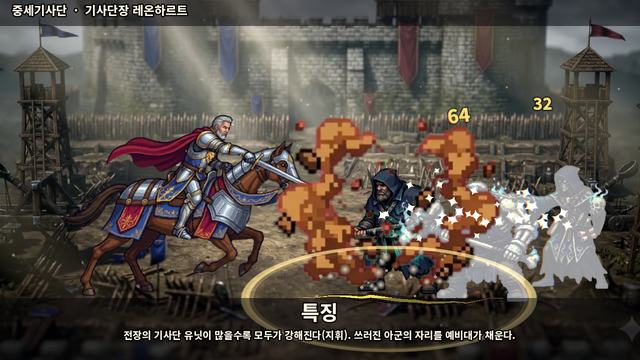 중세기사단 · 기사단장 레온하르트
32
64
특징
전장의 기사단 유닛이 많을수록 모두가 강해진다(지휘). 쓰러진 아군의 자리를 예비대가 채운다.